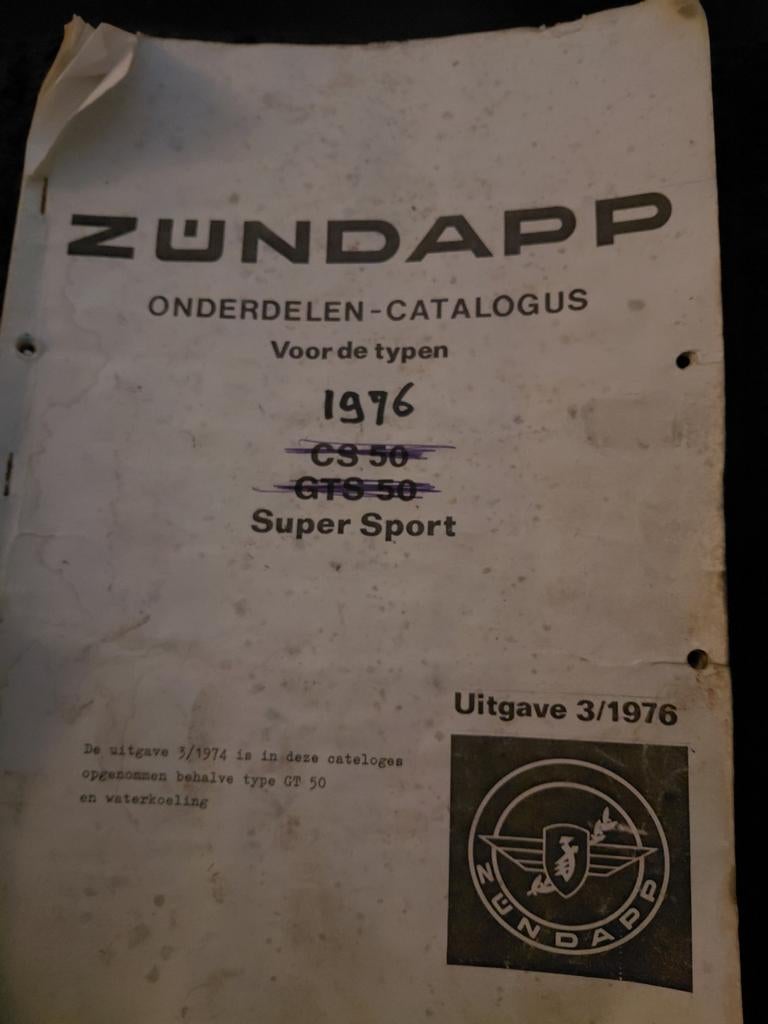 ZÜNDAPP
ONDERDELEN-CATALOGUS
Voor de typen
1976
CS 50
GTS 50
Super Sport
Uitgave 3/1976
De uitgave 3/1974 is in deze cateloges
opgenomen behalve type GT 50
en waterkoeling
ZÜNDAPP